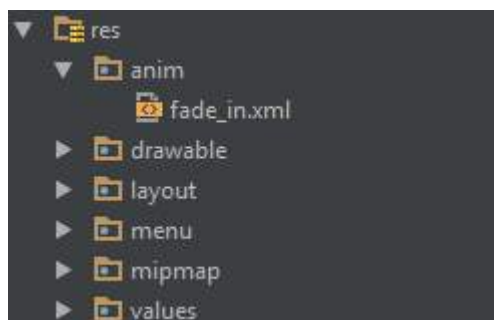 res
anim
fade_in.xml
drawable
layout
menu
mipmap
values